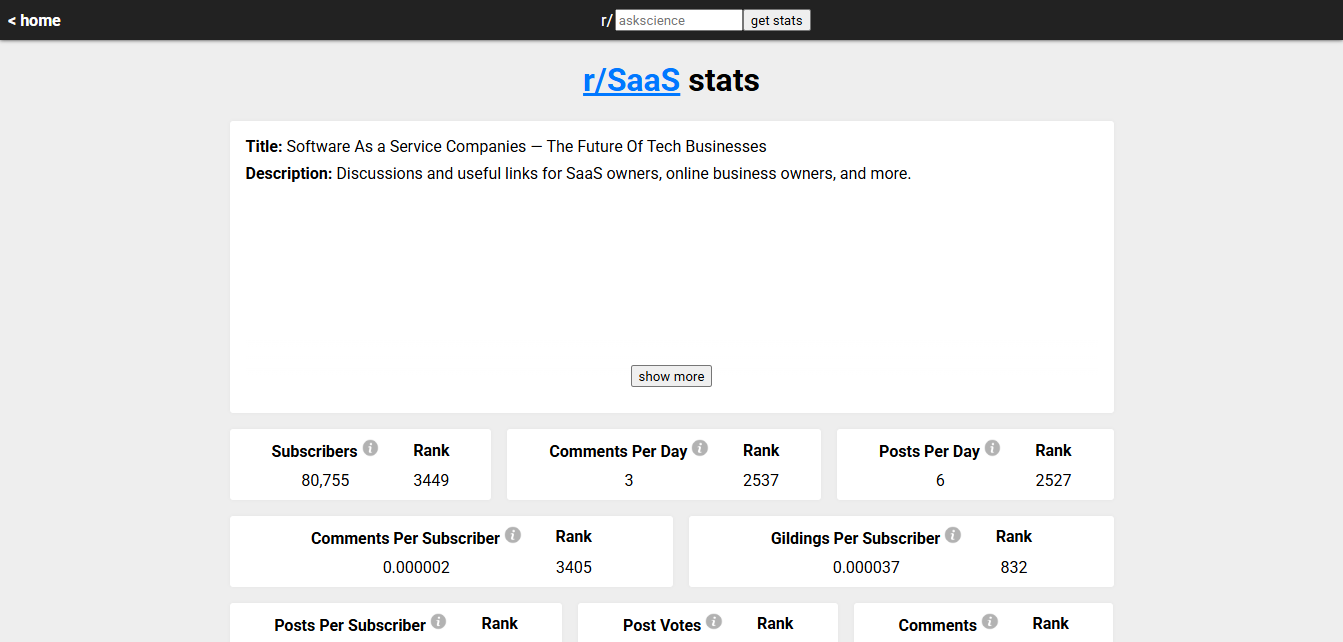 < home
r/ askscience get stats
r/SaaS stats
Title: Software As a Service Companies — The Future Of Tech Businesses
Description: Discussions and useful links for SaaS owners, online business owners, and more.
show more
Subscribers i Rank
80,755 3449
Comments Per Day i Rank
3 2537
Posts Per Day i Rank
6 2527
Comments Per Subscriber i Rank
0.000002 3405
Gildings Per Subscriber i Rank
0.000037 832
Posts Per Subscriber i Rank
Post Votes i Rank
Comments i Rank